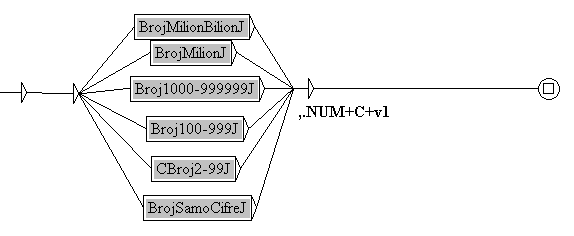 BrojMilionBilionJ
BrojMilionJ
Broj1000-999999J
Broj100-999J
CBroj2-99J
BrojSamoCifreJ
,.NUM+C+v1